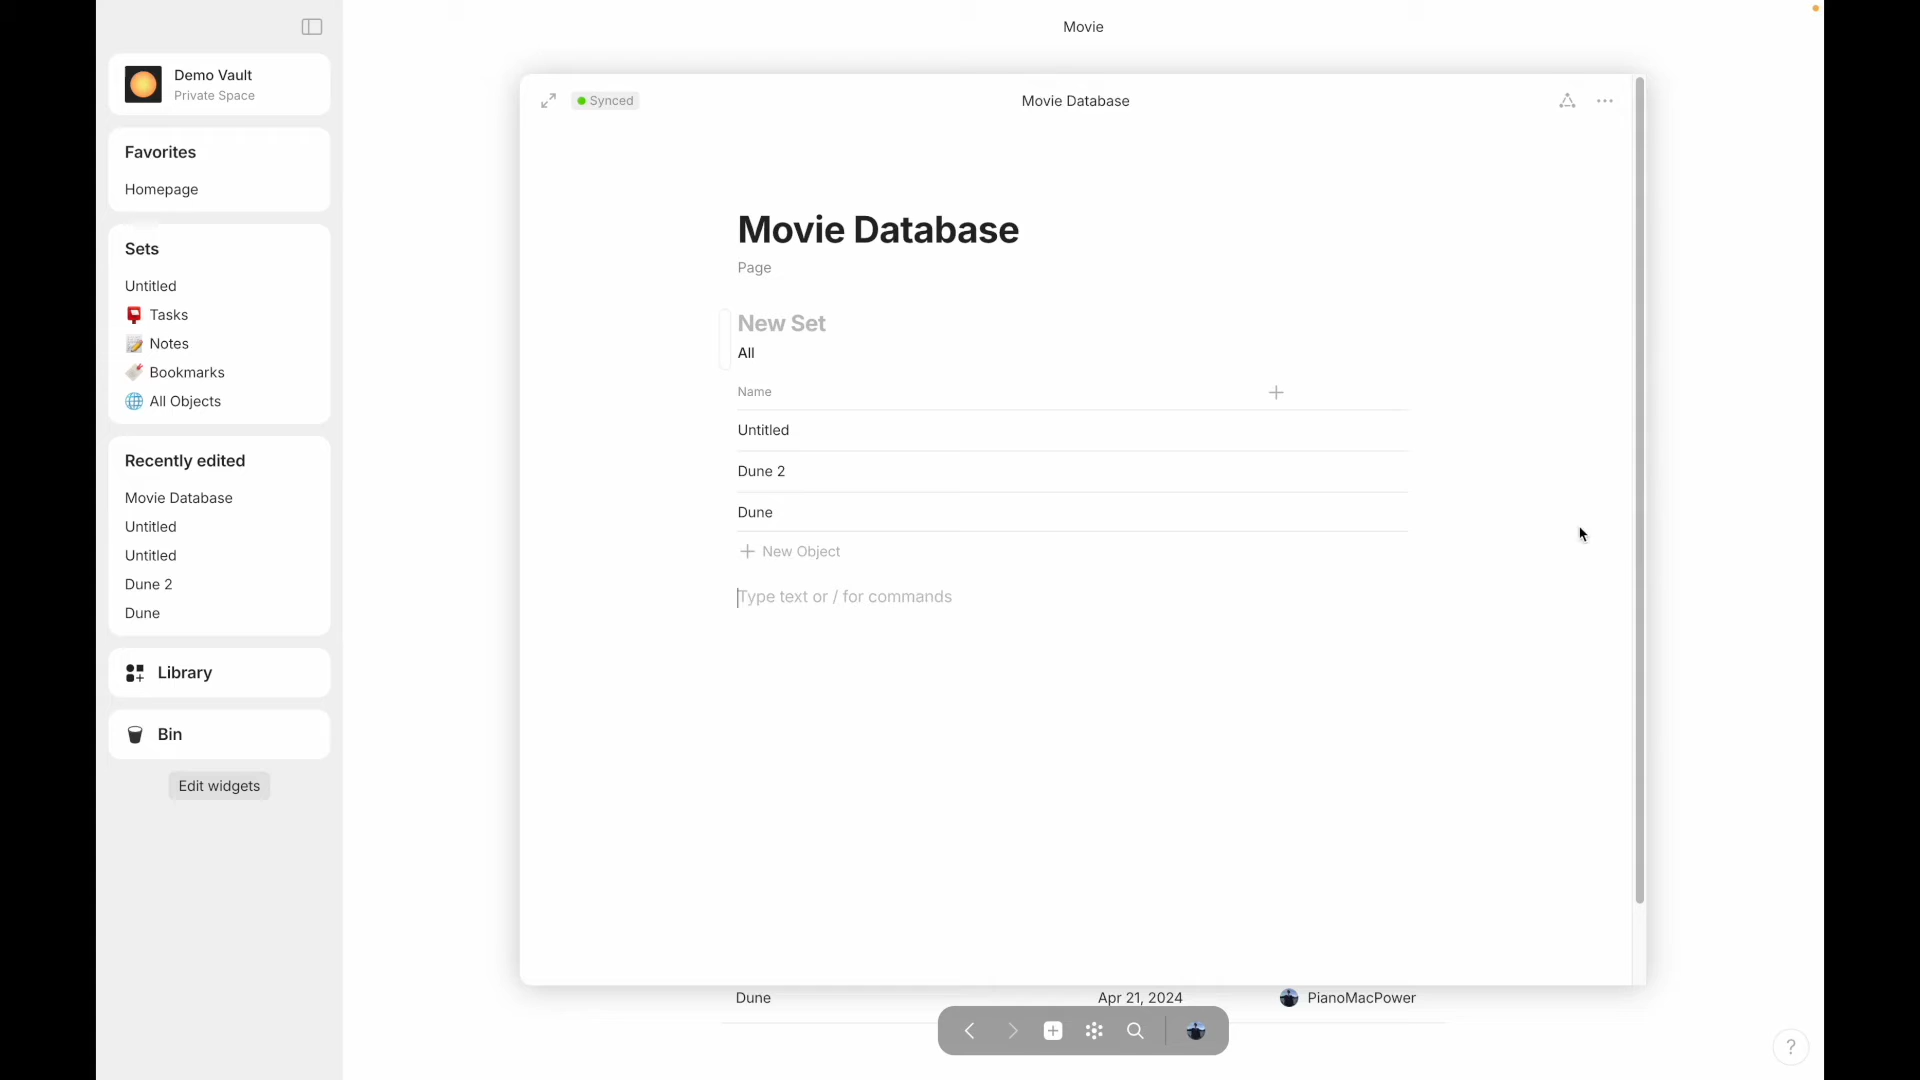 Movie
Demo Vault
Private Space
Favorites
Homepage
Sets
Untitled
Tasks
Notes
Bookmarks
All Objects
Recently edited
Movie Database
Untitled
Untitled
Dune 2
Dune
Library
Bin
Edit widgets
Synced
Movie Database
Movie Database
Page
New Set
All
Name
Untitled
Dune 2
Dune
New Object
Type text or / for commands
Dune Apr 21, 2024 PianoMacPower
?